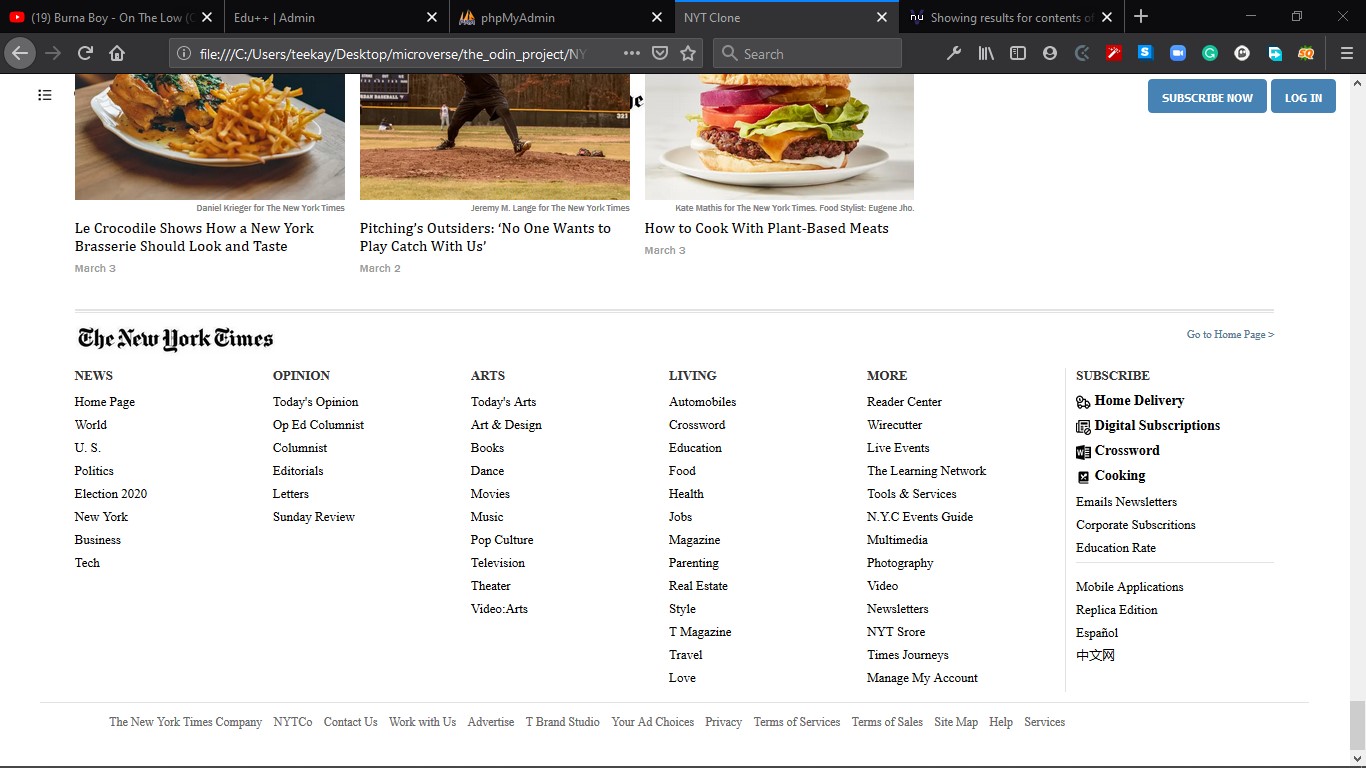 (19) Burna Boy - On The Low (
Edu++ | Admin
phpMyAdmin
NYT Clone
Showing results for contents of
file:///C:/Users/teekay/Desktop/microverse/the_odin_project/NY
Search
SUBSCRIBE NOW
LOG IN
Daniel Krieger for The New York Times
Le Crocodile Shows How a New York
Brasserie Should Look and Taste
March 3
321
Jeremy M. Lange for The New York Times
Pitching's Outsiders: ‘No One Wants to
Play Catch With Us’
March 2
Kate Mathis for The New York Times. Food Stylist: Eugene Jho.
How to Cook With Plant-Based Meats
March 3
The New York Times
Go to Home Page >
NEWS
Home Page
World
U. S.
Politics
Election 2020
New York
Business
Tech
OPINION
Today's Opinion
Op Ed Columnist
Columnist
Editorials
Letters
Sunday Review
ARTS
Today's Arts
Art & Design
Books
Dance
Movies
Music
Pop Culture
Television
Theater
Video:Arts
LIVING
Automobiles
Crossword
Education
Food
Health
Jobs
Magazine
Parenting
Real Estate
Style
T Magazine
Travel
Love
MORE
Reader Center
Wirecutter
Live Events
The Learning Network
Tools & Services
N.Y.C Events Guide
Multimedia
Photography
Video
Newsletters
NYT Srore
Times Journeys
Manage My Account
SUBSCRIBE
Home Delivery
Digital Subscriptions
Crossword
Cooking
Emails Newsletters
Corporate Subscritions
Education Rate
Mobile Applications
Replica Edition
Español
中文网
The New York Times Company NYTCo Contact Us Work with Us Advertise T Brand Studio Your Ad Choices Privacy Terms of Services Terms of Sales Site Map Help Services